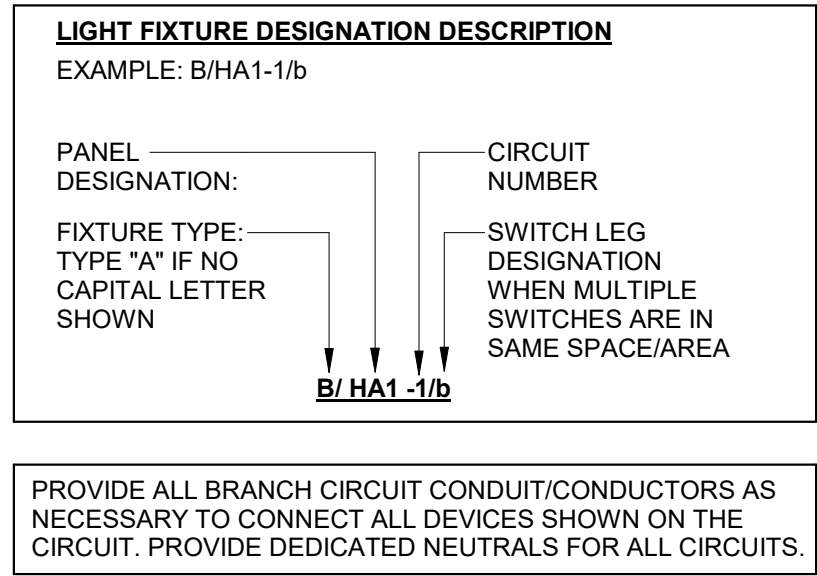 LIGHT FIXTURE DESIGNATION DESCRIPTION
EXAMPLE: B/HA1-1/b
PANEL
DESIGNATION:
CIRCUIT
NUMBER
FIXTURE TYPE:
TYPE "A" IF NO
CAPITAL LETTER
SHOWN
SWITCH LEG
DESIGNATION
WHEN MULTIPLE
SWITCHES ARE IN
SAME SPACE/AREA
B/ HA1 -1/b
PROVIDE ALL BRANCH CIRCUIT CONDUIT/CONDUCTORS AS
NECESSARY TO CONNECT ALL DEVICES SHOWN ON THE
CIRCUIT. PROVIDE DEDICATED NEUTRALS FOR ALL CIRCUITS.